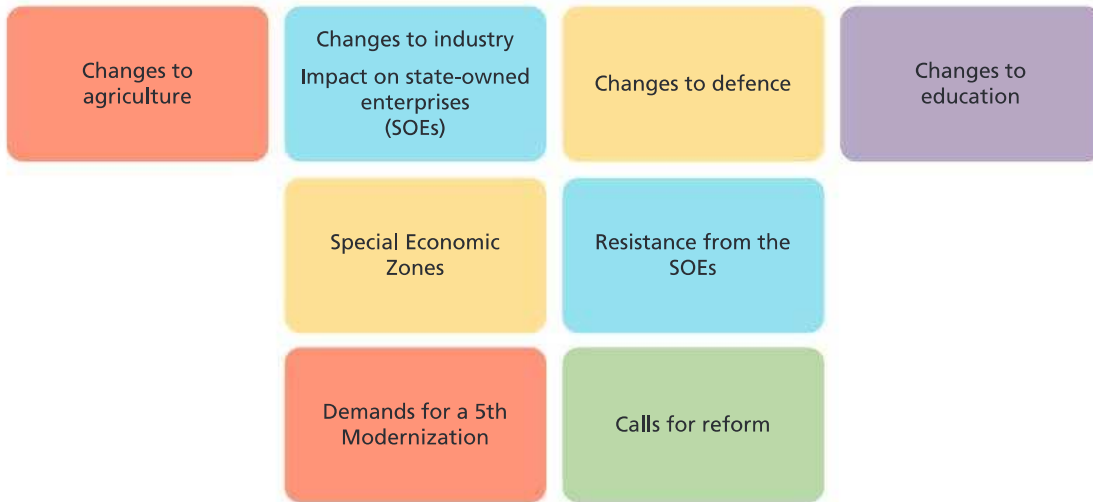 Changes to
agriculture
Changes to industry
Impact on state-owned
enterprises
(SOEs)
Changes to defence
Changes to
education
Special Economic
Zones
Resistance from the
SOEs
Demands for a 5th
Modernization
Calls for reform